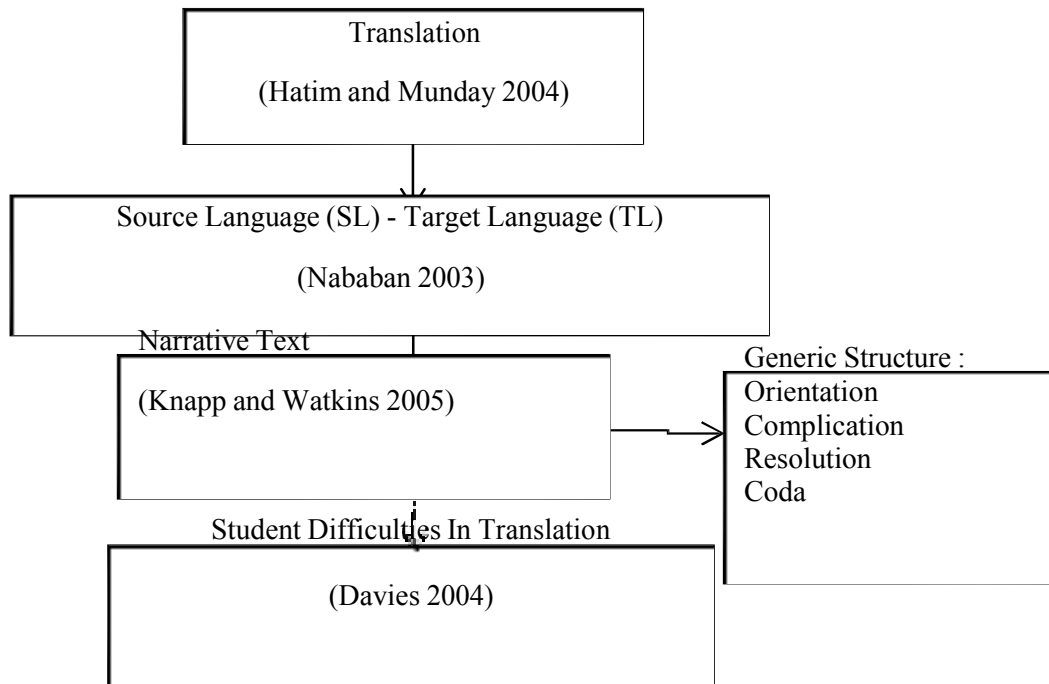 Translation
(Hatim and Munday 2004)
Source Language (SL) - Target Language (TL)
(Nababan 2003)
Narrative Text
(Knapp and Watkins 2005)
Generic Structure :
Orientation
Complication
Resolution
Coda
Student Difficulties In Translation
(Davies 2004)